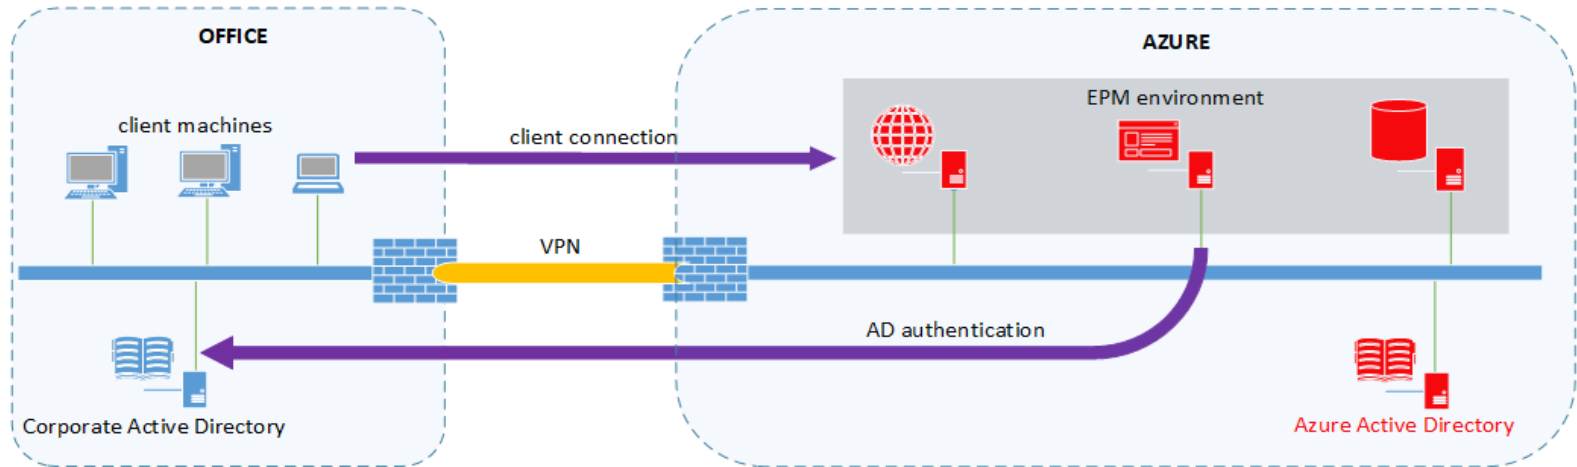 OFFICE
AZURE
EPM environment
client machines
client connection
VPN
AD authentication
Corporate Active Directory
Azure Active Directory